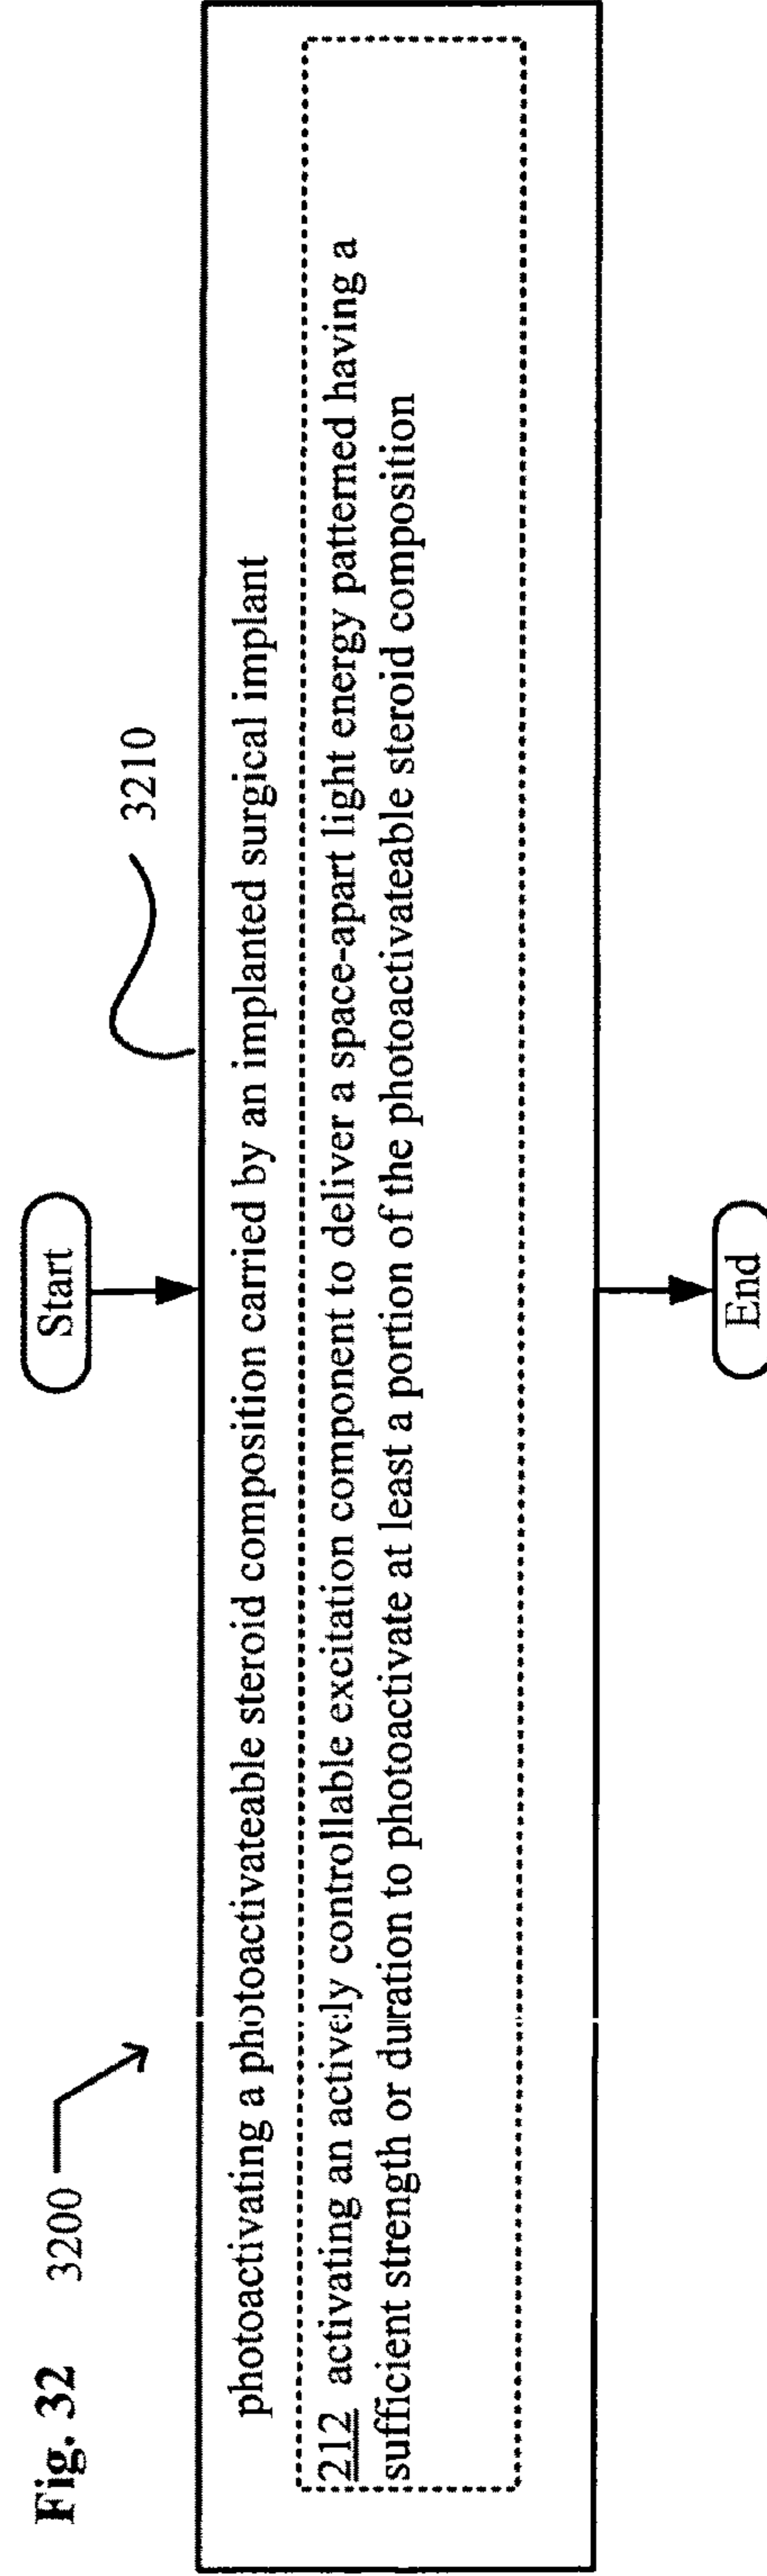 Fig. 32
3200
Start
3210
photoactivating a photoactivateable steroid composition carried by an implanted surgical implant
212 activating an actively controllable excitation component to deliver a space-apart light energy patterned having a
sufficient strength or duration to photoactivate at least a portion of the photoactivateable steroid composition
End